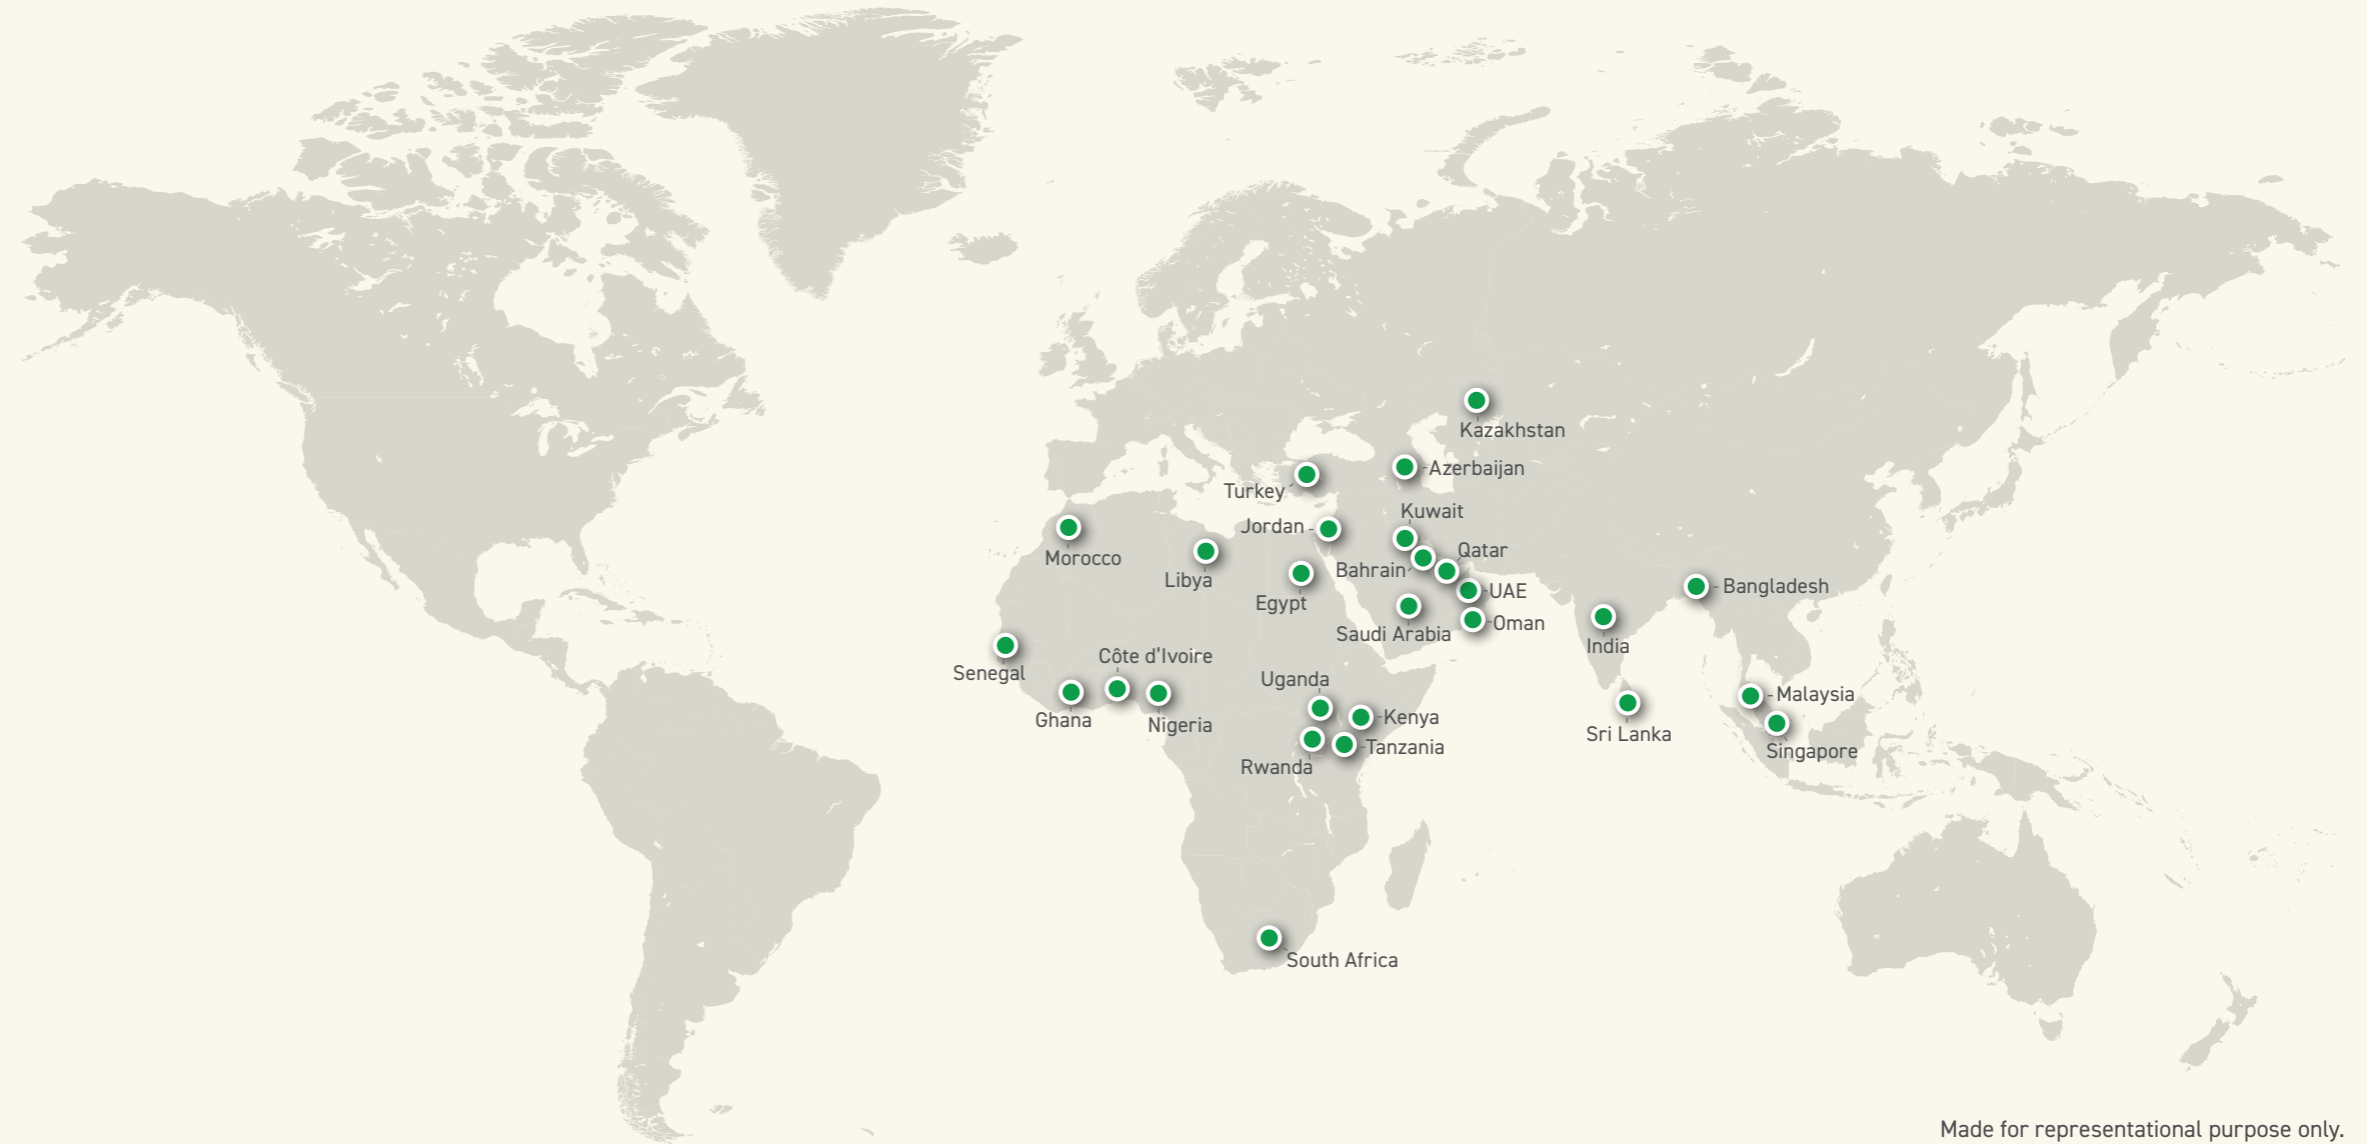 Kazakhstan
Azerbaijan
Turkey
Kuwait
Jordan
Qatar
Morocco
Bahrain
Libya
Bangladesh
UAE
Egypt
Oman
Saudi Arabia
India
Côte d'Ivoire
Senegal
Uganda
Malaysia
Kenya
Ghana
Nigeria
Sri Lanka
Tanzania
Singapore
Rwanda
South Africa
Made for representational purpose only.